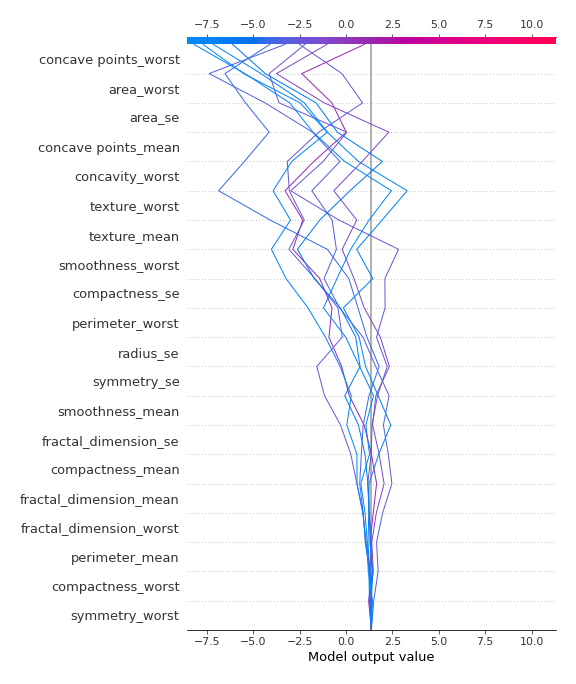 −7.5 −5.0 −2.5 0.0 2.5 5.0 7.5 10.0
concave points_worst
area_worst
area_se
concave points_mean
concavity_worst
texture_worst
texture_mean
smoothness_worst
compactness_se
perimeter_worst
radius_se
symmetry_se
smoothness_mean
fractal_dimension_se
compactness_mean
fractal_dimension_mean
fractal_dimension_worst
perimeter_mean
compactness_worst
symmetry_worst
−7.5 −5.0 −2.5 0.0 2.5 5.0 7.5 10.0
Model output value